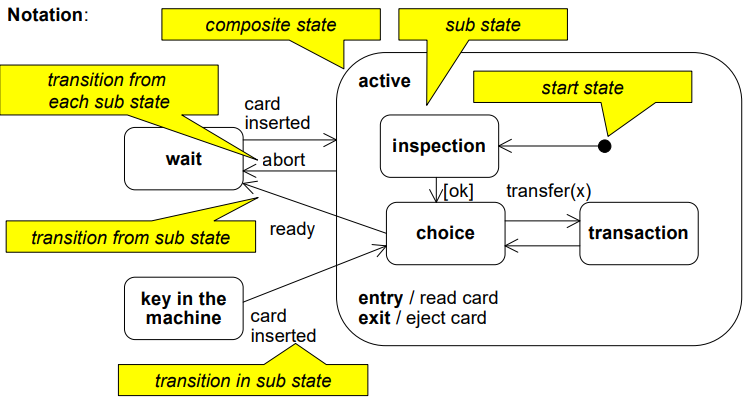 Notation:
composite state
sub state
transition from
each sub state
card
inserted
active
start state
wait
abort
inspection
[ok]
transfer(x)
transition from sub state
ready
choice
transaction
key in the
machine
card
inserted
entry / read card
exit / eject card
transition in sub state